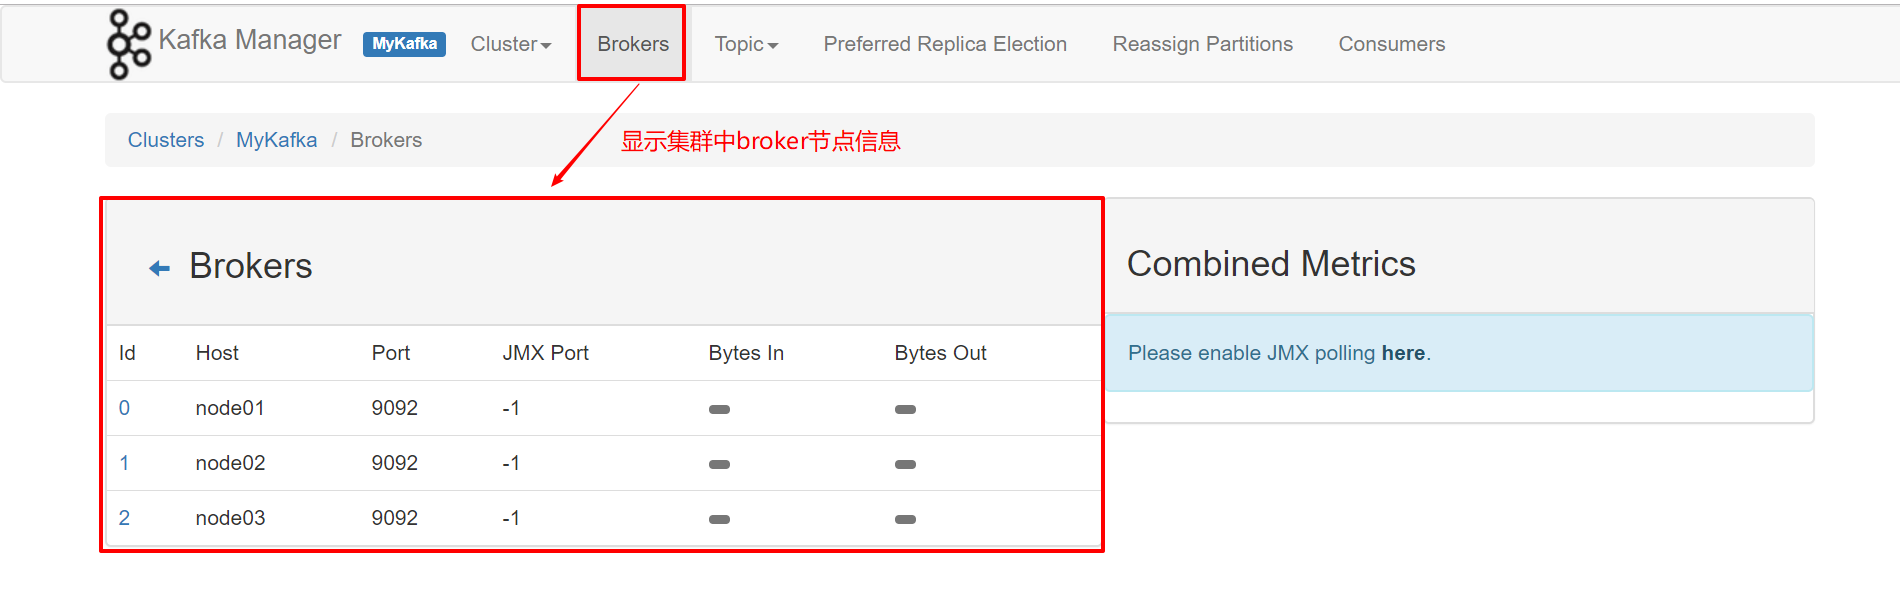 Kafka Manager MyKafka Cluster Brokers Topic Preferred Replica Election Reassign Partitions Consumers
Clusters / MyKafka / Brokers
显示集群中broker节点信息
Brokers
Id Host Port JMX Port Bytes In Bytes Out
0 node01 9092 -1
1 node02 9092 -1
2 node03 9092 -1
Combined Metrics
Please enable JMX polling here.